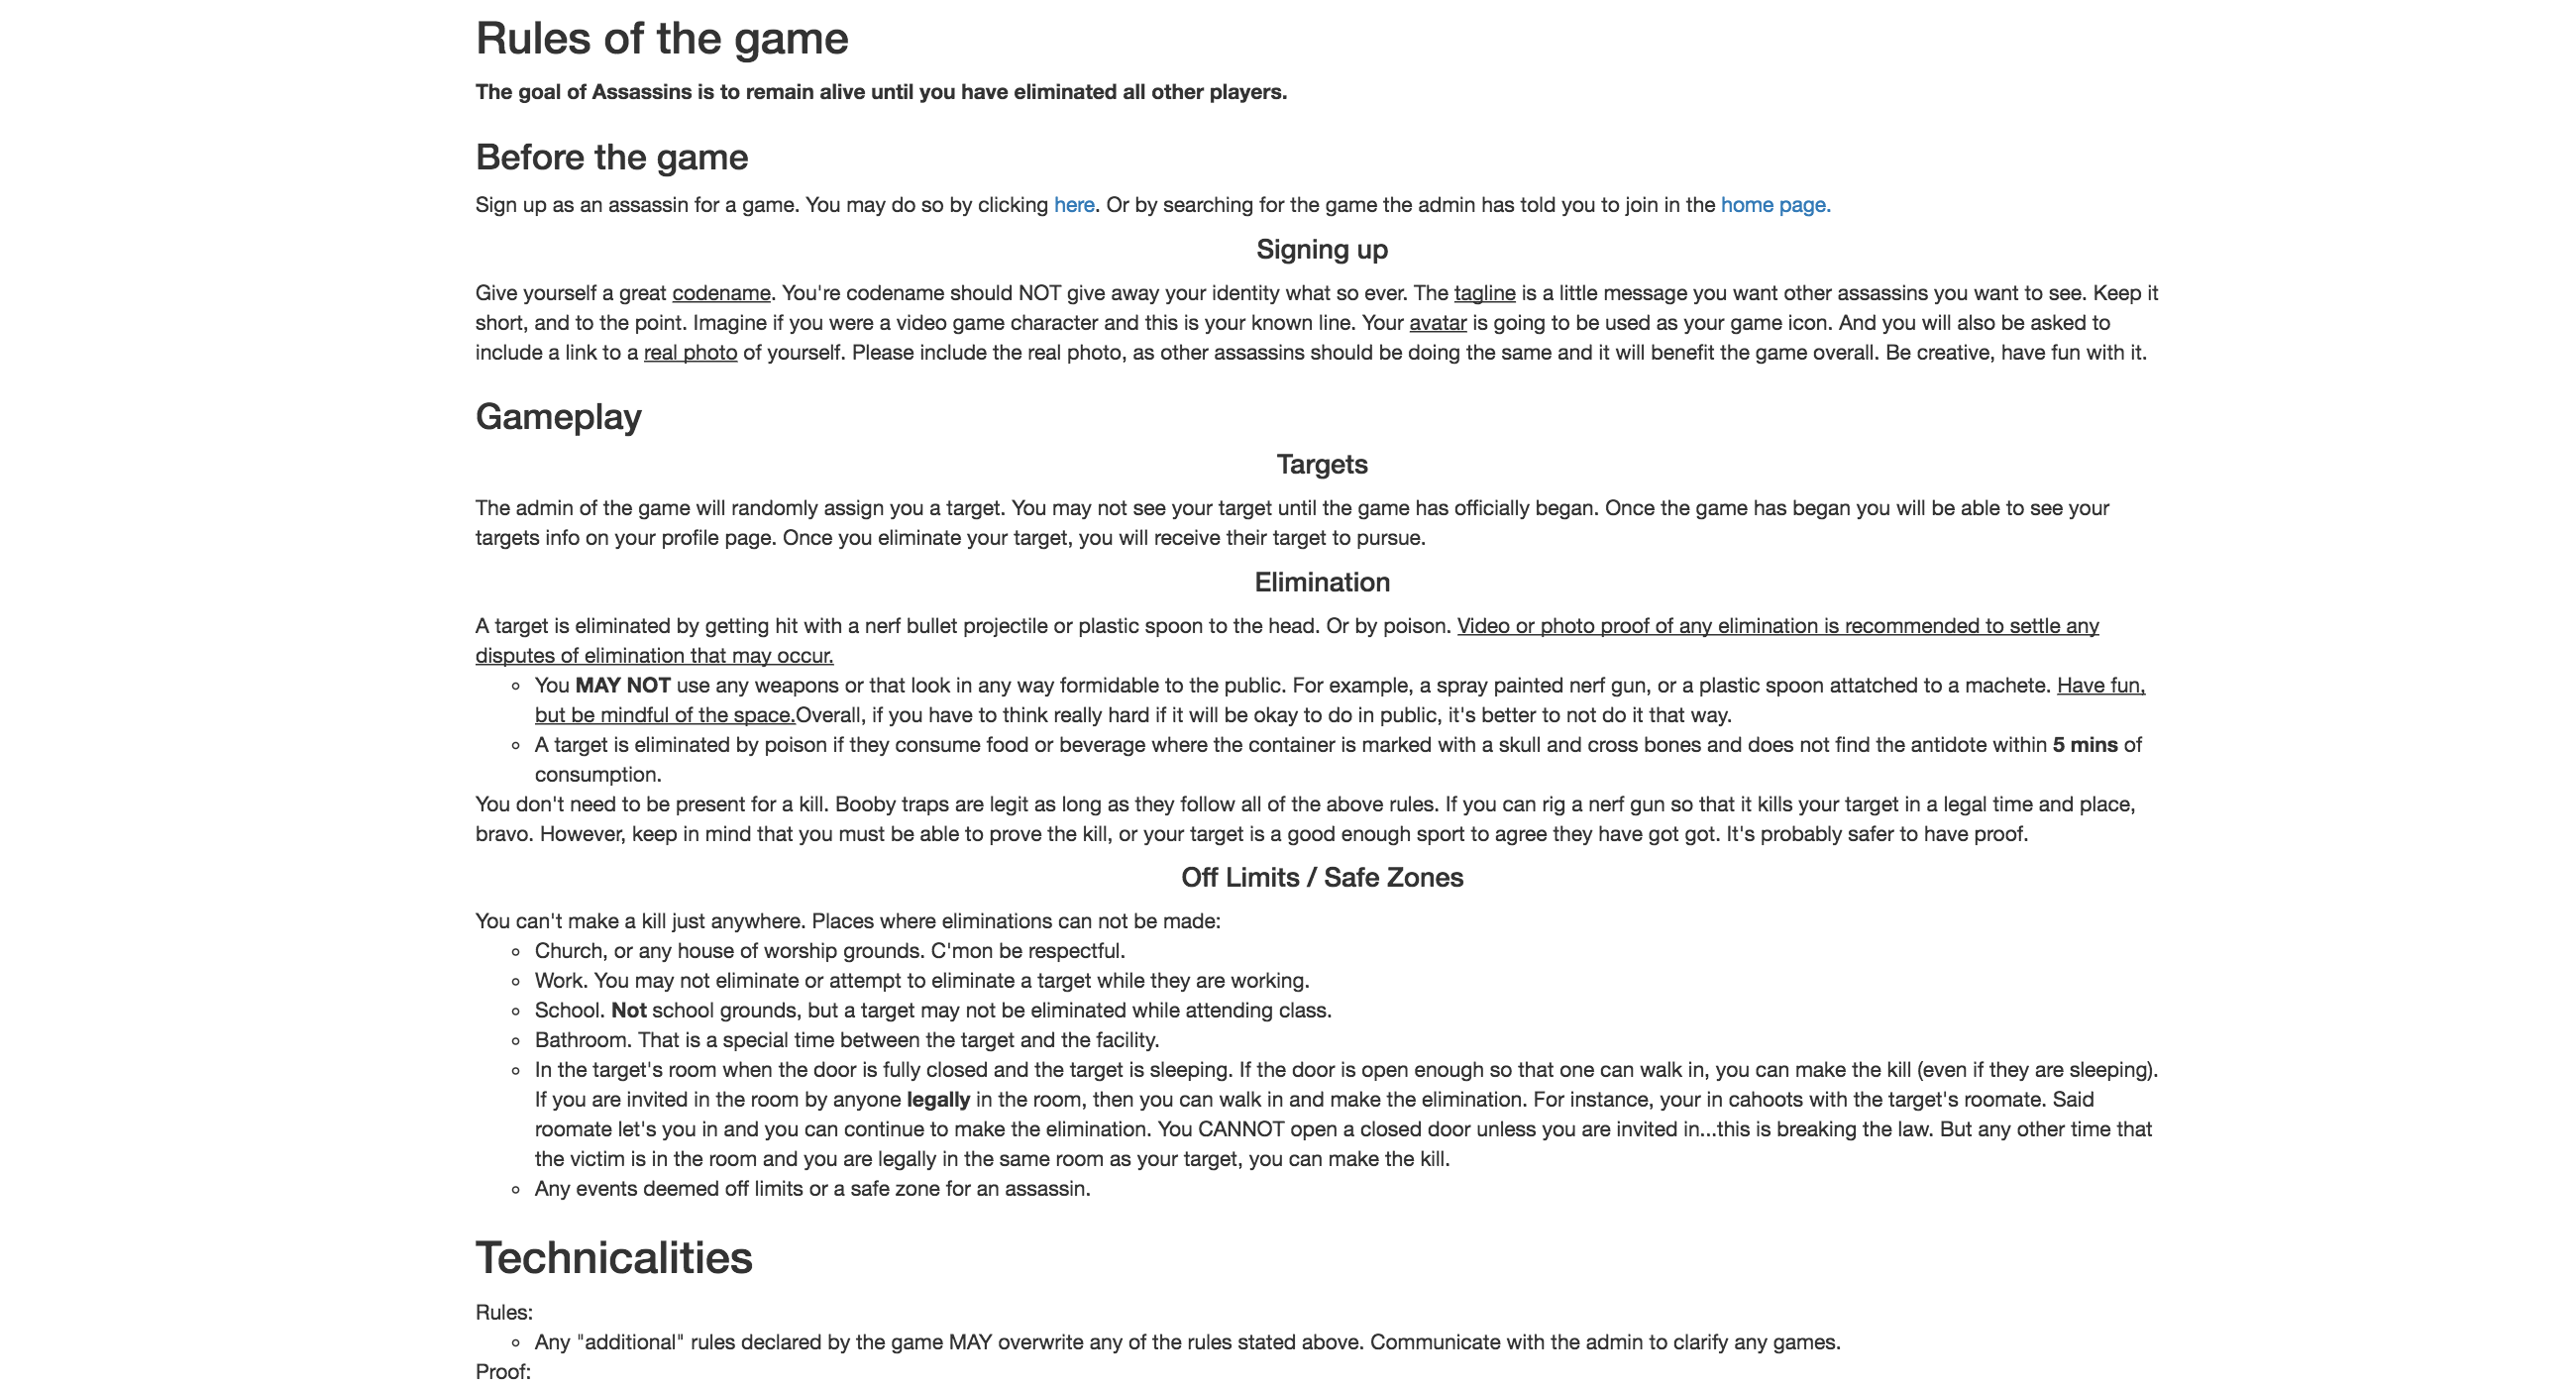 Rules of the game
The goal of Assassins is to remain alive until you have eliminated all other players.
Before the game
Sign up as an assassin for a game. You may do so by clicking here. Or by searching for the game the admin has told you to join in the home page.
Signing up
Give yourself a great codename. You're codename should NOT give away your identity what so ever. The tagline is a little message you want other assassins you want to see. Keep it
short, and to the point. Imagine if you were a video game character and this is your known line. Your avatar is going to be used as your game icon. And you will also be asked to
include a link to a real photo of yourself. Please include the real photo, as other assassins should be doing the same and it will benefit the game overall. Be creative, have fun with it.
Gameplay
Targets
The admin of the game will randomly assign you a target. You may not see your target until the game has officially began. Once the game has began you will be able to see your
targets info on your profile page. Once you eliminate your target, you will receive their target to pursue.
Elimination
A target is eliminated by getting hit with a nerf bullet projectile or plastic spoon to the head. Or by poison. Video or photo proof of any elimination is recommended to settle any
disputes of elimination that may occur.
You MAY NOT use any weapons or that look in any way formidable to the public. For example, a spray painted nerf gun, or a plastic spoon attatched to a machete. Have fun,
but be mindful of the space.Overall, if you have to think really hard if it will be okay to do in public, it's better to not do it that way.
A target is eliminated by poison if they consume food or beverage where the container is marked with a skull and cross bones and does not find the antidote within 5 mins of
consumption.
You don't need to be present for a kill. Booby traps are legit as long as they follow all of the above rules. If you can rig a nerf gun so that it kills your target in a legal time and place,
bravo. However, keep in mind that you must be able to prove the kill, or your target is a good enough sport to agree they have got got. It's probably safer to have proof.
Off Limits / Safe Zones
You can't make a kill just anywhere. Places where eliminations can not be made:
Church, or any house of worship grounds. C'mon be respectful.
Work. You may not eliminate or attempt to eliminate a target while they are working.
School. Not school grounds, but a target may not be eliminated while attending class.
Bathroom. That is a special time between the target and the facility.
In the target's room when the door is fully closed and the target is sleeping. If the door is open enough so that one can walk in, you can make the kill (even if they are sleeping).
If you are invited in the room by anyone legally in the room, then you can walk in and make the elimination. For instance, your in cahoots with the target's roomate. Said
roomate let's you in and you can continue to make the elimination. You CANNOT open a closed door unless you are invited in...this is breaking the law. But any other time that
the victim is in the room and you are legally in the same room as your target, you can make the kill.
Any events deemed off limits or a safe zone for an assassin.
Technicalities
Rules:
Any "additional" rules declared by the game MAY overwrite any of the rules stated above. Communicate with the admin to clarify any games.
Proof: